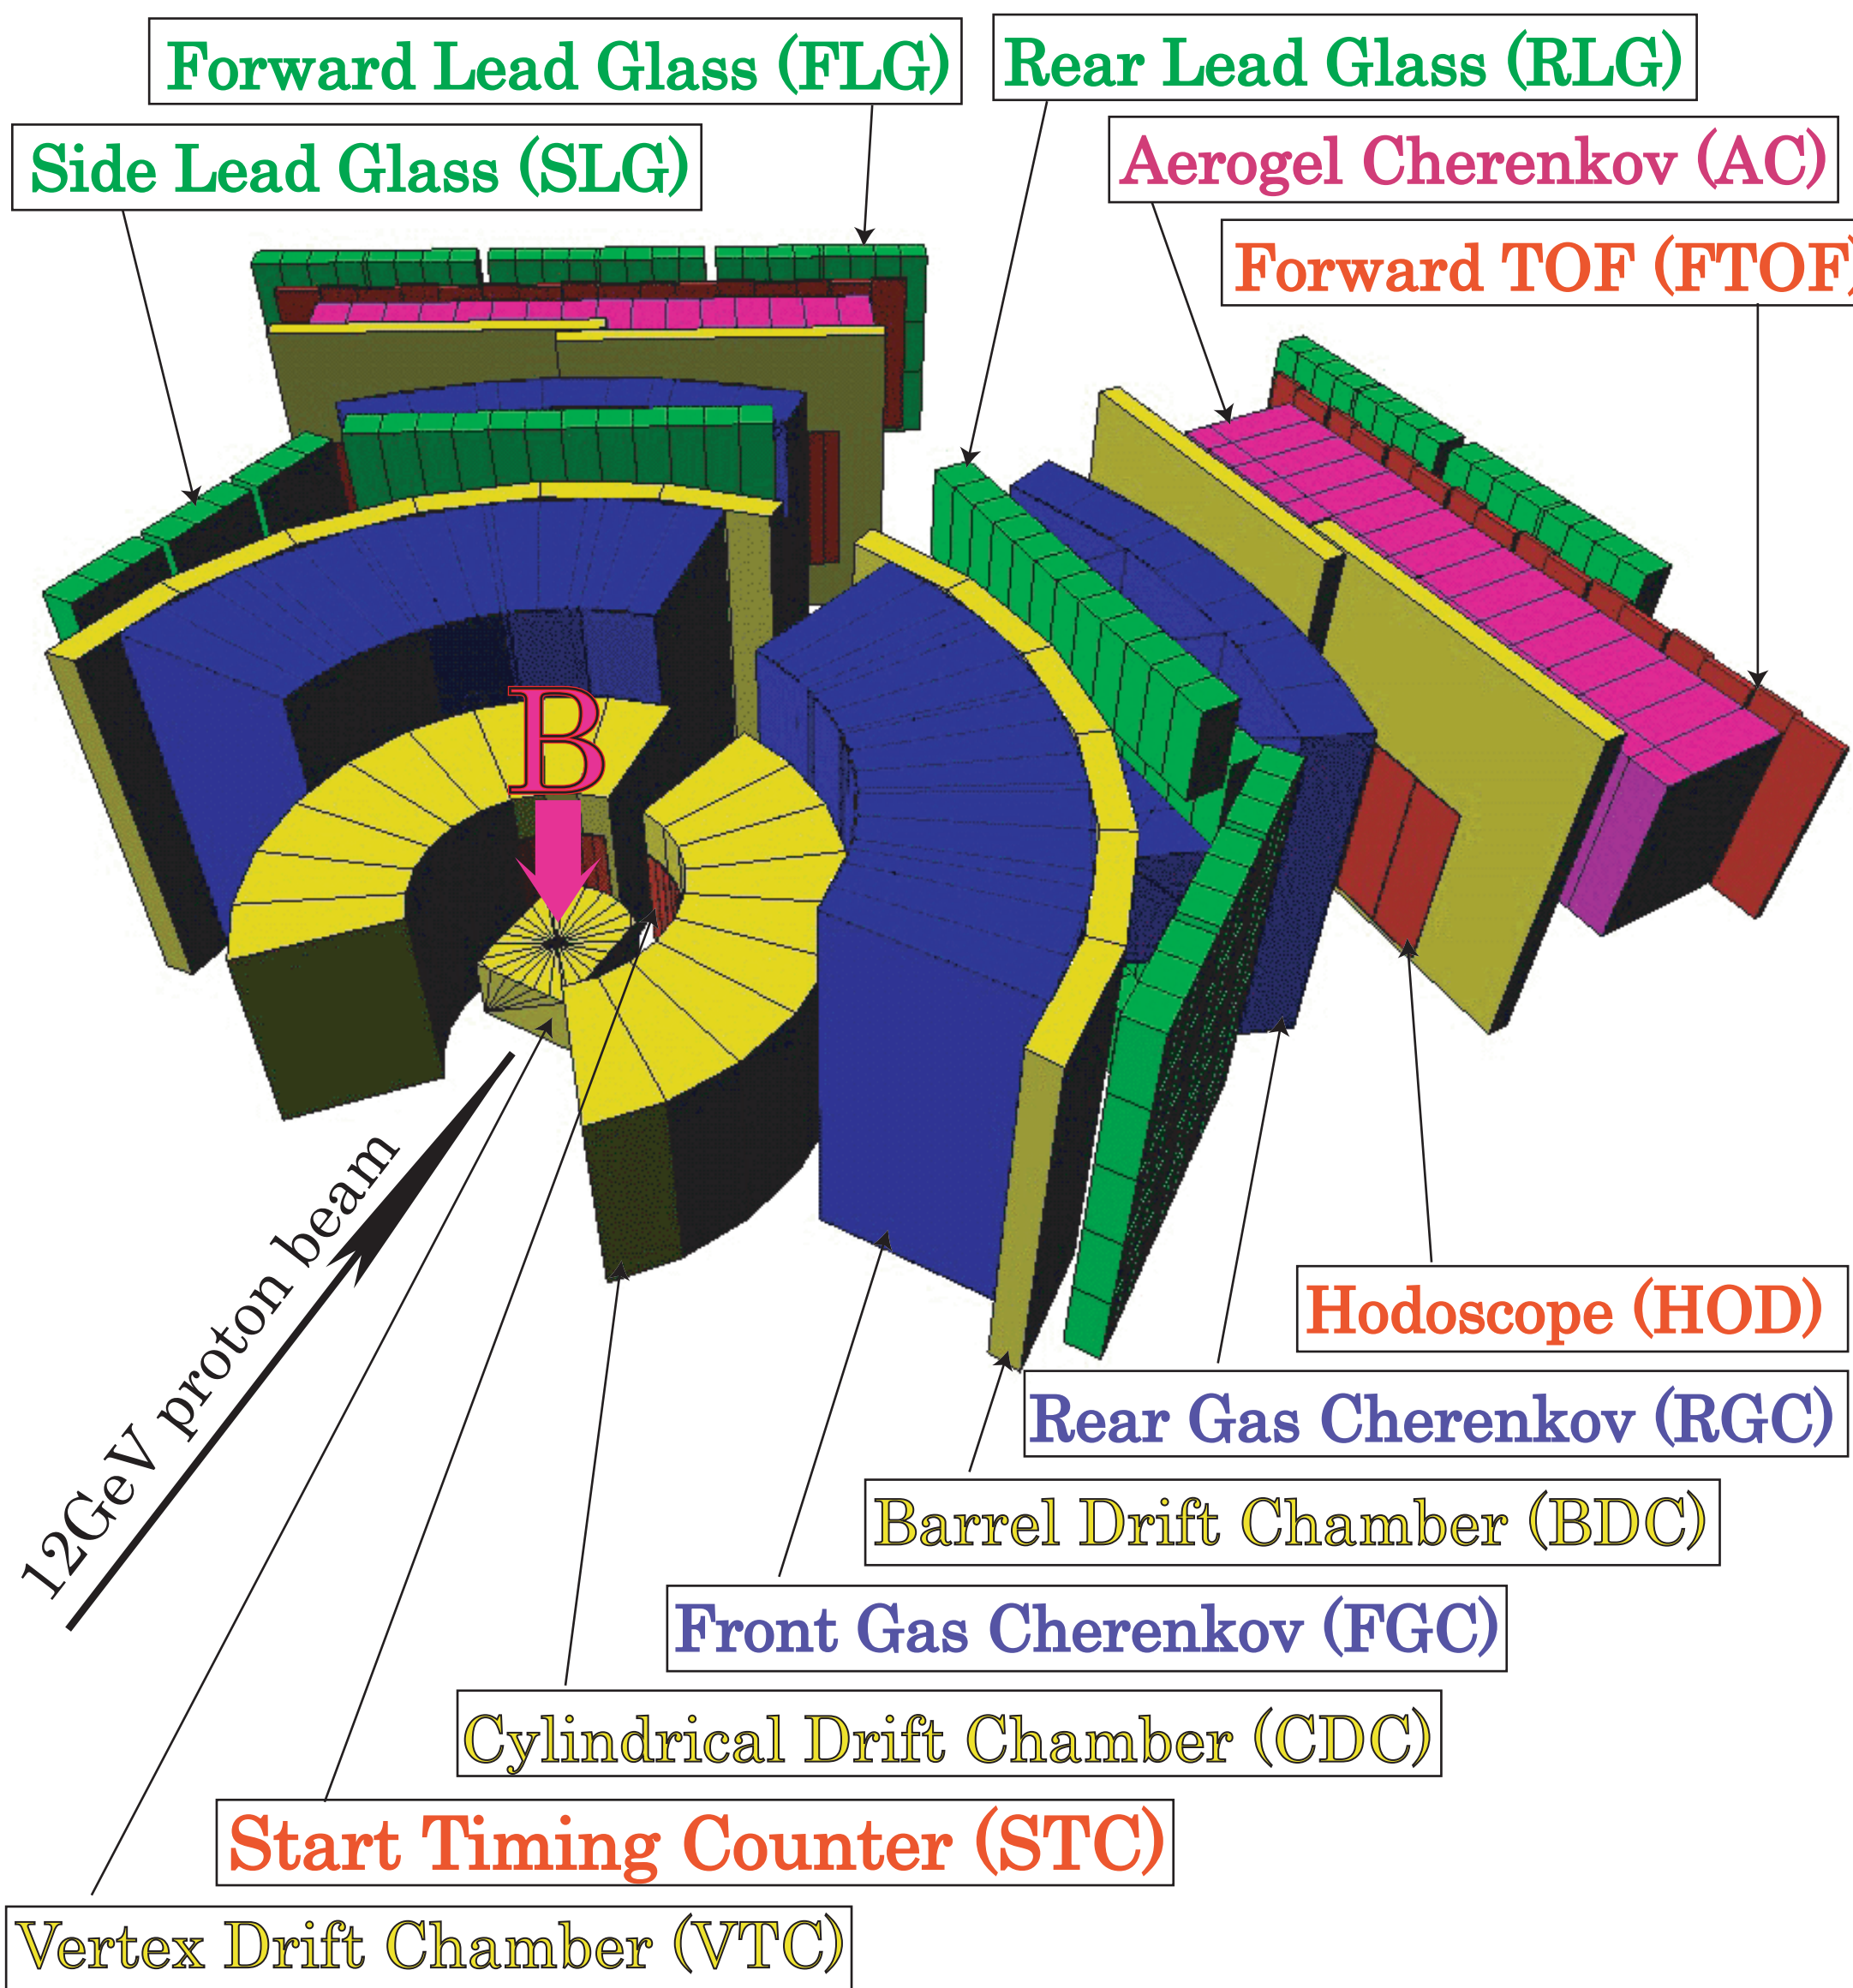 Forward Lead Glass (FLG)
Rear Lead Glass (RLG)
Side Lead Glass (SLG)
Aerogel Cherenkov (AC)
Forward TOF (FTOF)
B
12GeV proton beam
Hodoscope (HOD)
Rear Gas Cherenkov (RGC)
Barrel Drift Chamber (BDC)
Front Gas Cherenkov (FGC)
Cylindrical Drift Chamber (CDC)
Start Timing Counter (STC)
Vertex Drift Chamber (VTC)